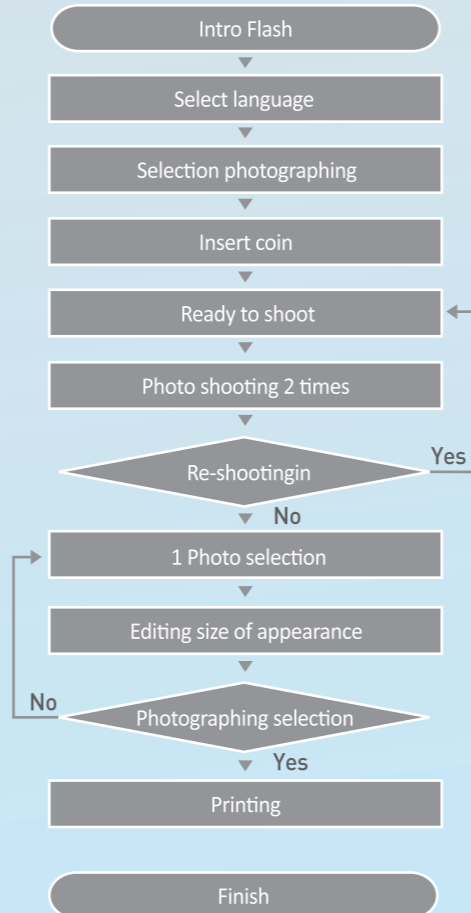 Intro Flash
Select language
Selection photographing
Insert coin
Ready to shoot
Photo shooting 2 times
Re-shootingin
Yes
No
1 Photo selection
Editing size of appearance
Photographing selection
No
Yes
Printing
Finish